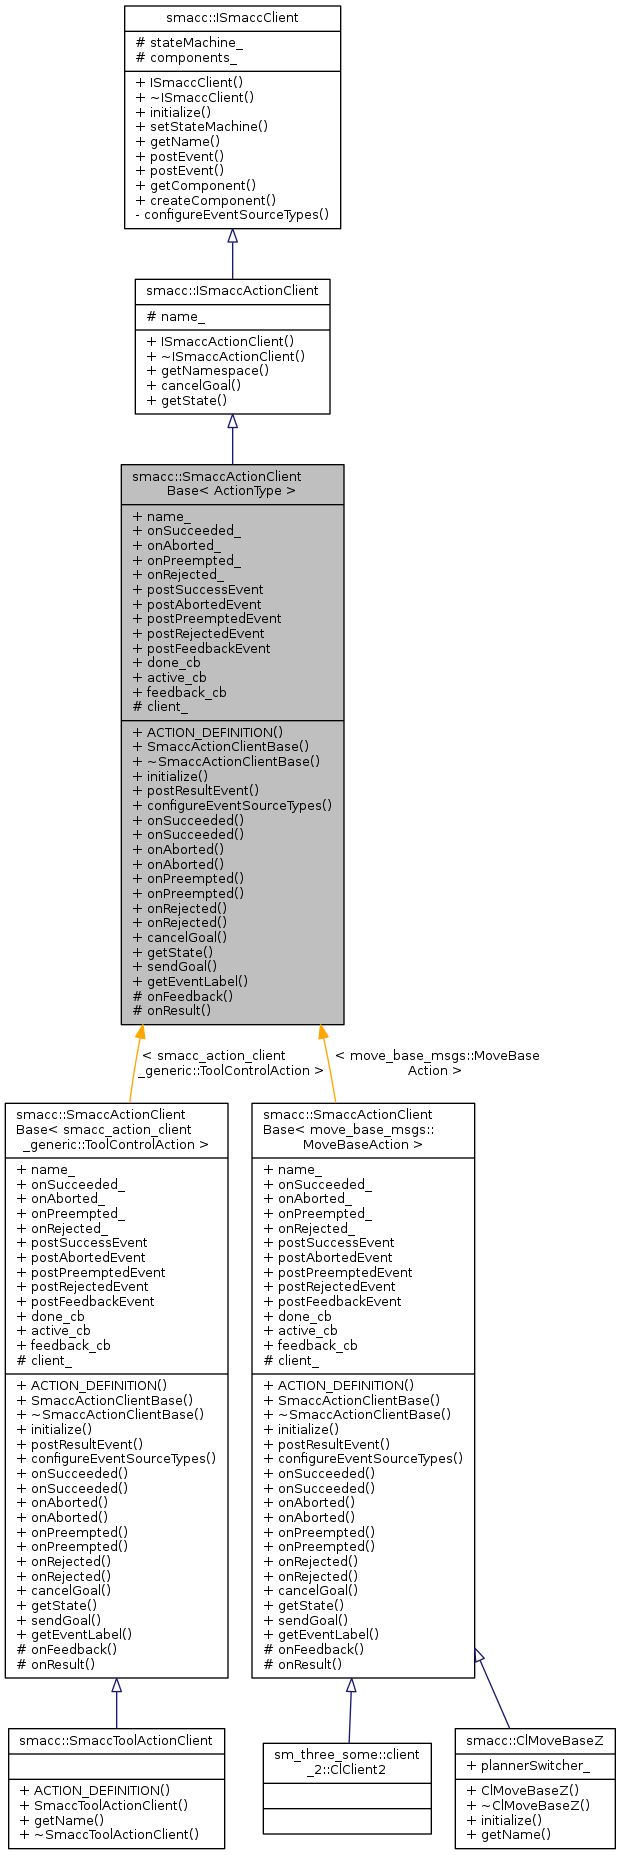 smacc::ISmaccClient
# stateMachine_
# components_
+ ISmaccClient()
+ ~ISmaccClient()
+ initialize()
+ setStateMachine()
+ getName()
+ postEvent()
+ postEvent()
+ getComponent()
+ createComponent()
- configureEventSourceTypes()
smacc::ISmaccActionClient
# name_
+ ISmaccActionClient()
+ ~ISmaccActionClient()
+ getNamespace()
+ cancelGoal()
+ getState()
smacc::SmaccActionClient
Base< ActionType >
+ name_
+ onSucceeded_
+ onAborted_
+ onPreempted_
+ onRejected_
+ postSuccessEvent
+ postAbortedEvent
+ postPreemptedEvent
+ postRejectedEvent
+ postFeedbackEvent
+ done_cb
+ active_cb
+ feedback_cb
# client_
+ ACTION_DEFINITION()
+ SmaccActionClientBase()
+ ~SmaccActionClientBase()
+ initialize()
+ postResultEvent()
+ configureEventSourceTypes()
+ onSucceeded()
+ onSucceeded()
+ onAborted()
+ onAborted()
+ onPreempted()
+ onPreempted()
+ onRejected()
+ onRejected()
+ cancelGoal()
+ getState()
+ sendGoal()
+ getEventLabel()
# onFeedback()
# onResult()
< smacc_action_client
_generic::ToolControlAction >
< move_base_msgs::MoveBase
Action >
smacc::SmaccActionClient
Base< smacc_action_client
_generic::ToolControlAction >
+ name_
+ onSucceeded_
+ onAborted_
+ onPreempted_
+ onRejected_
+ postSuccessEvent
+ postAbortedEvent
+ postPreemptedEvent
+ postRejectedEvent
+ postFeedbackEvent
+ done_cb
+ active_cb
+ feedback_cb
# client_
+ ACTION_DEFINITION()
+ SmaccActionClientBase()
+ ~SmaccActionClientBase()
+ initialize()
+ postResultEvent()
+ configureEventSourceTypes()
+ onSucceeded()
+ onSucceeded()
+ onAborted()
+ onAborted()
+ onPreempted()
+ onPreempted()
+ onRejected()
+ onRejected()
+ cancelGoal()
+ getState()
+ sendGoal()
+ getEventLabel()
# onFeedback()
# onResult()
smacc::SmaccActionClient
Base< move_base_msgs::
MoveBaseAction >
+ name_
+ onSucceeded_
+ onAborted_
+ onPreempted_
+ onRejected_
+ postSuccessEvent
+ postAbortedEvent
+ postPreemptedEvent
+ postRejectedEvent
+ postFeedbackEvent
+ done_cb
+ active_cb
+ feedback_cb
# client_
+ ACTION_DEFINITION()
+ SmaccActionClientBase()
+ ~SmaccActionClientBase()
+ initialize()
+ postResultEvent()
+ configureEventSourceTypes()
+ onSucceeded()
+ onSucceeded()
+ onAborted()
+ onAborted()
+ onPreempted()
+ onPreempted()
+ onRejected()
+ onRejected()
+ cancelGoal()
+ getState()
+ sendGoal()
+ getEventLabel()
# onFeedback()
# onResult()
smacc::SmaccToolActionClient
+ ACTION_DEFINITION()
+ SmaccToolActionClient()
+ getName()
+ ~SmaccToolActionClient()
sm_three_some::client
_2::ClClient2
smacc::ClMoveBaseZ
+ plannerSwitcher_
+ ClMoveBaseZ()
+ ~ClMoveBaseZ()
+ initialize()
+ getName()